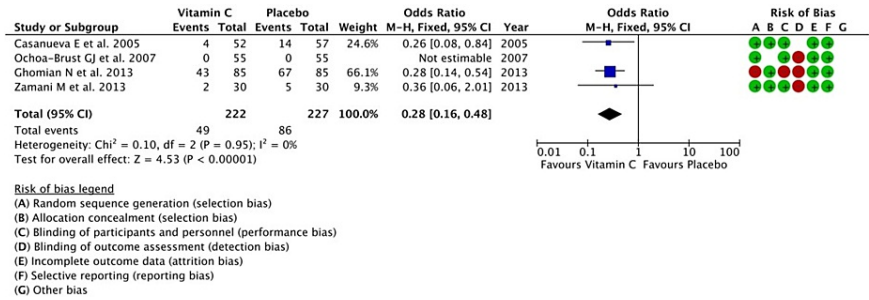 Vitamin C Placebo Odds Ratio Odds Ratio Risk of Bias
Study or Subgroup Events Total Events Total Weight M-H, Fixed, 95% CI Year M-H, Fixed, 95% CI A B C D E F G
Casanueva E et al. 2005 4 52 14 57 24.6% 0.26 [0.08, 0.84] 2005
Ochoa-Brust GJ et al. 2007 0 55 0 55 Not estimable 2007
Ghomian N et al. 2013 43 85 67 85 66.1% 0.28 [0.14, 0.54] 2013
Zamani M et al. 2013 2 30 5 30 9.3% 0.36 [0.06, 2.01] 2013
Total (95% CI) 222 227 100.0% 0.28 [0.16, 0.48]
Total events 49 86
Heterogeneity: Chi² = 0.10, df = 2 (P = 0.95); I² = 0%
Test for overall effect: Z = 4.53 (P < 0.00001)
0.01 0.1 1 10 100
Favours Vitamin C Favours Placebo
Risk of bias legend
(A) Random sequence generation (selection bias)
(B) Allocation concealment (selection bias)
(C) Blinding of participants and personnel (performance bias)
(D) Blinding of outcome assessment (detection bias)
(E) Incomplete outcome data (attrition bias)
(F) Selective reporting (reporting bias)
(G) Other bias